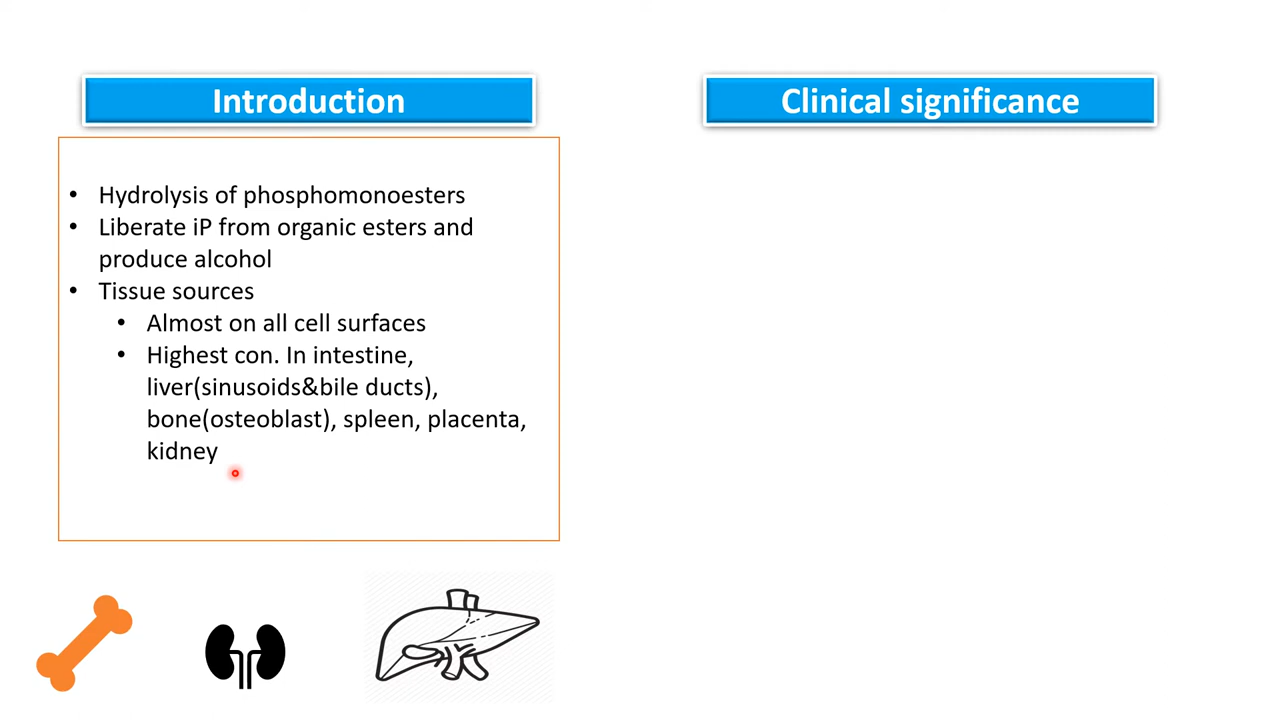 Introduction
• Hydrolysis of phosphomonoesters
• Liberate iP from organic esters and
produce alcohol
• Tissue sources
• Almost on all cell surfaces
• Highest con. In intestine,
liver(sinusoids&bile ducts),
bone(osteoblast), spleen, placenta,
kidney
Clinical significance